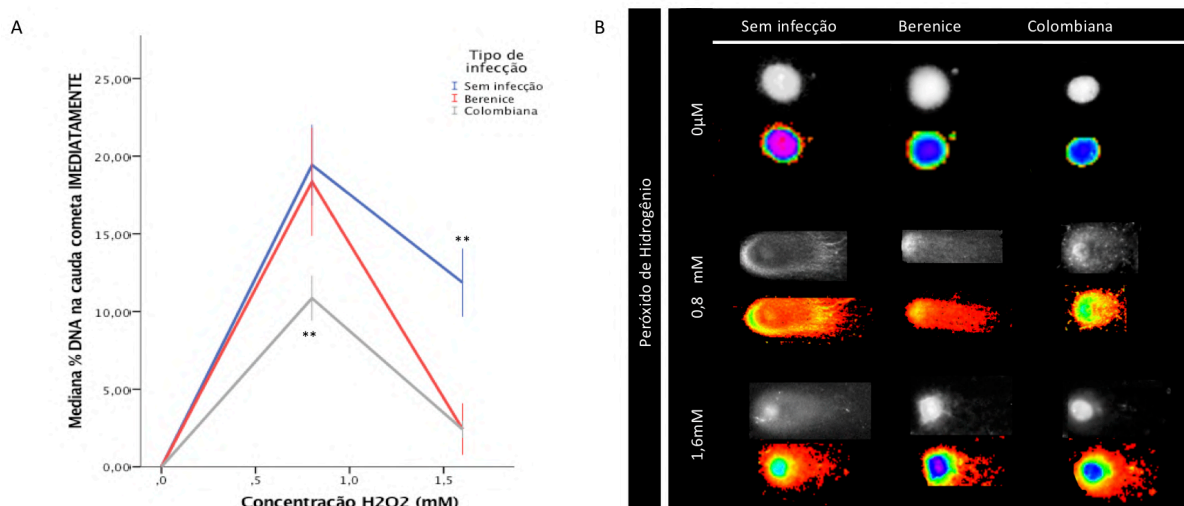 A
Mediana % DNA na cauda cometa IMEDIATAMENTE
25,00
20,00
15,00
10,00
5,00
0,00
,0
,5
1,0
1,5
Concentração H2O2 (mM)
Tipo de
infecção
Sem infecção
Berenice
Colombiana
**
**
B
Sem infecção Berenice Colombiana
Peróxido de Hidrogênio
0µM
0,8 mM
1,6mM